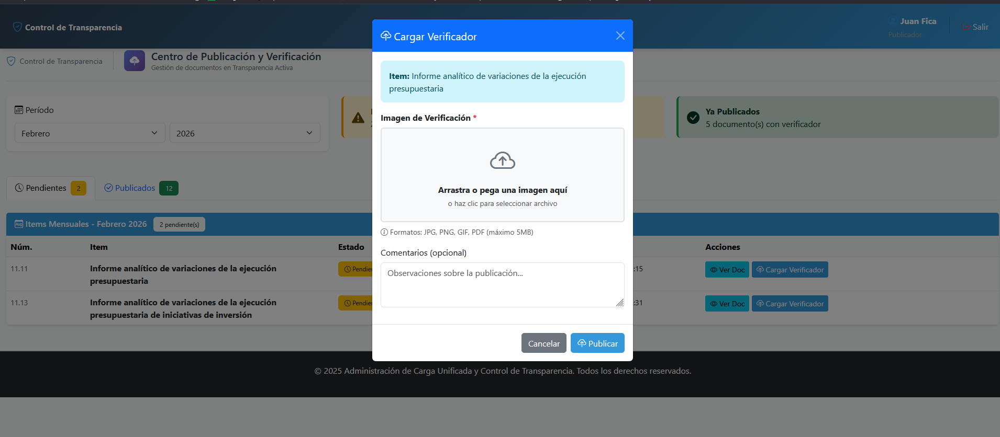 Control de Transparencia
Juan Fica
Publicador
Salir
Control de Transparencia
Centro de Publicación y Verificación
Gestión de documentos en Transparencia Activa
Período
Febrero
2026
Ya Publicados
5 documento(s) con verificador
Pendientes 2
Publicados 12
Items Mensuales - Febrero 2026 2 pendiente(s)
Núm. Item Estado Acciones
11.11 Informe analítico de variaciones de la ejecución
presupuestaria
:15 Ver Doc Cargar Verificador
11.13 Informe analítico de variaciones de la ejecución
presupuestaria de iniciativas de inversión
:31 Ver Doc Cargar Verificador
Cargar Verificador
Item: Informe analítico de variaciones de la ejecución
presupuestaria
Imagen de Verificación *
Arrastra o pega una imagen aquí
o haz clic para seleccionar archivo
Formatos: JPG, PNG, GIF, PDF (máximo 5MB)
Comentarios (opcional)
Observaciones sobre la publicación...
Cancelar
Publicar
© 2025 Administración de Carga Unificada y Control de Transparencia. Todos los derechos reservados.